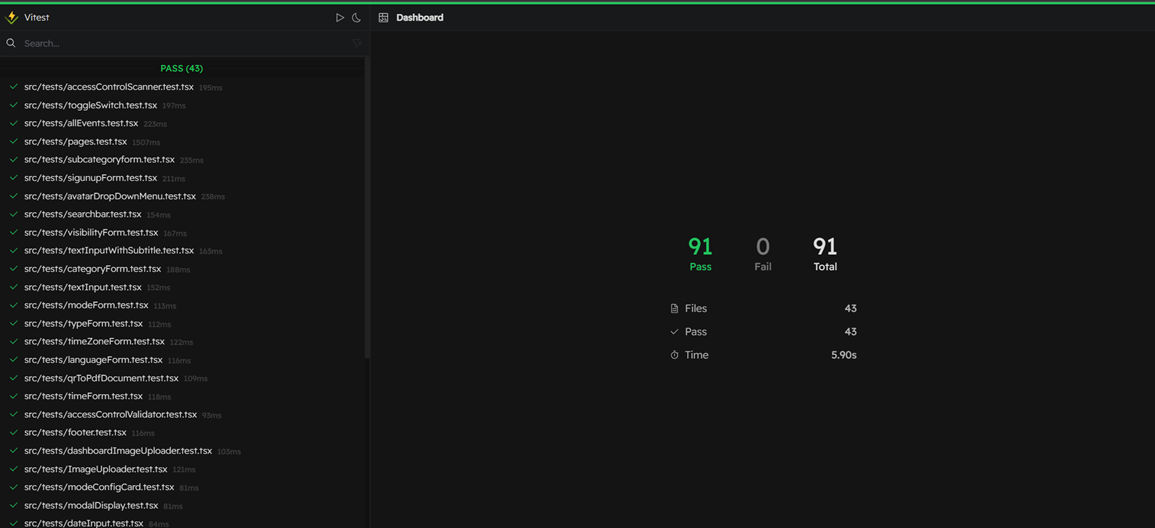 Vitest
Dashboard
Search...
PASS (43)
src/tests/accessControlScanner.test.tsx 195ms
src/tests/toggleSwitch.test.tsx 197ms
src/tests/allEvents.test.tsx 223ms
src/tests/pages.test.tsx 1507ms
src/tests/subcategoryform.test.tsx 235ms
src/tests/sigunupForm.test.tsx 211ms
src/tests/avatarDropDownMenu.test.tsx 238ms
src/tests/searchbar.test.tsx 154ms
src/tests/visibilityForm.test.tsx 167ms
src/tests/textInputWithSubtitle.test.tsx 165ms
src/tests/categoryForm.test.tsx 188ms
src/tests/textInput.test.tsx 152ms
src/tests/modeForm.test.tsx 113ms
src/tests/typeForm.test.tsx 112ms
src/tests/timeZoneForm.test.tsx 122ms
src/tests/languageForm.test.tsx 116ms
src/tests/qrToPdfDocument.test.tsx 109ms
src/tests/timeForm.test.tsx 118ms
src/tests/accessControlValidator.test.tsx 93ms
src/tests/footer.test.tsx 116ms
src/tests/dashboardImageUploader.test.tsx 103ms
src/tests/ImageUploader.test.tsx 121ms
src/tests/modeConfigCard.test.tsx 81ms
src/tests/modalDisplay.test.tsx 81ms
src/tests/dateInput.test.tsx 84ms
91 0 91
Pass Fail Total
Files 43
Pass 43
Time 5.90s